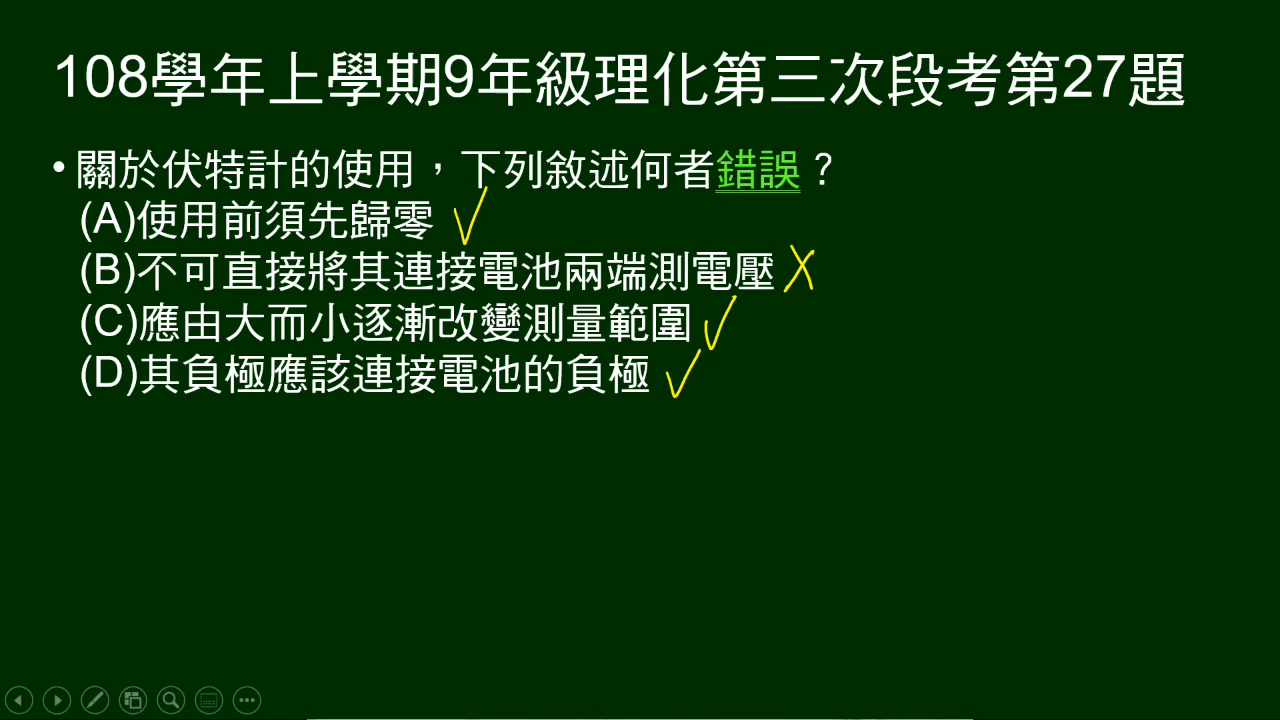 108學年上學期9年級理化第三次段考第27題
•關於伏特計的使用，下列敘述何者錯誤？
(A)使用前須先歸零 ✓
(B)不可直接將其連接電池兩端測電壓 ✗
(C)應由大而小逐漸改變測量範圍 ✓
(D)其負極應該連接電池的負極 ✓